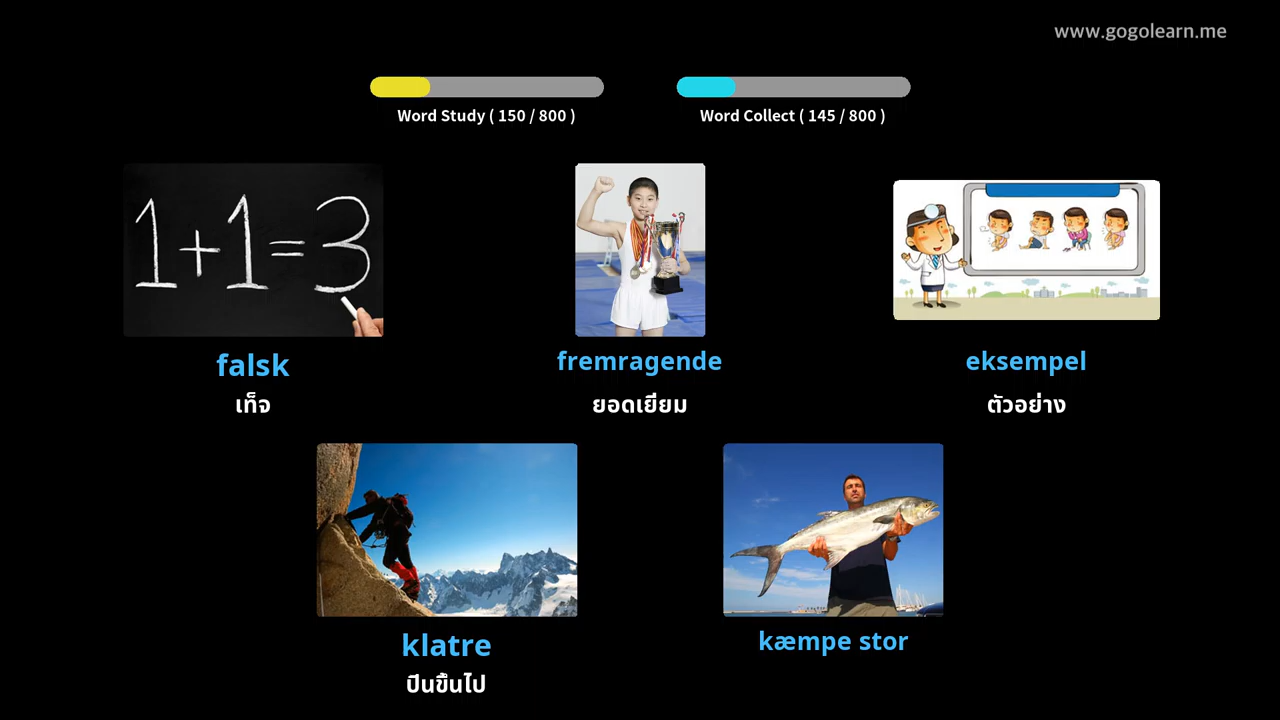 www.gogolearn.me
Word Study ( 150 / 800 )
Word Collect ( 145 / 800 )
1+1=3
falsk
เท็จ
fremragende
ยอดเยี่ยม
eksempel
ตัวอย่าง
klatre
ปีนขึ้นไป
kæmpe stor